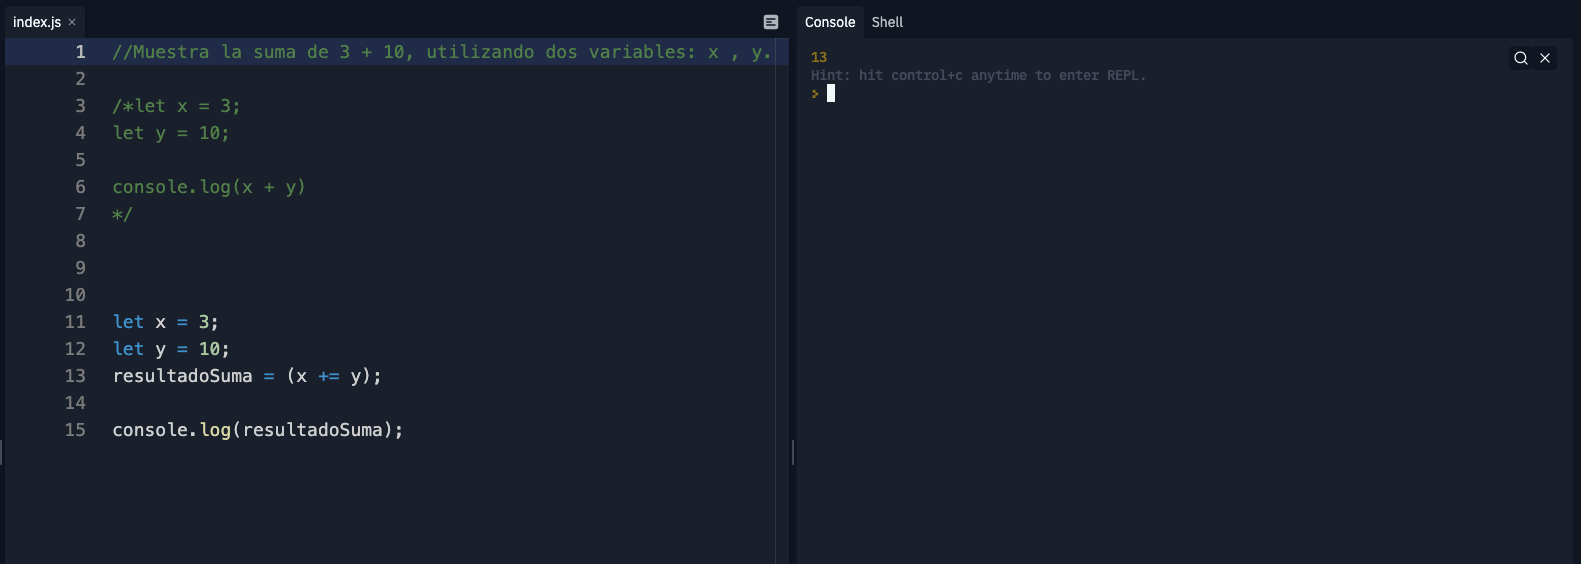 index.js ×
1 //Muestra la suma de 3 + 10, utilizando dos variables: x , y.
2
3 /*let x = 3;
4 let y = 10;
5
6 console.log(x + y)
7 */
8
9
10
11 let x = 3;
12 let y = 10;
13 resultadoSuma = (x += y);
14
15 console.log(resultadoSuma);
Console Shell
13
Hint: hit control+c anytime to enter REPL.
>